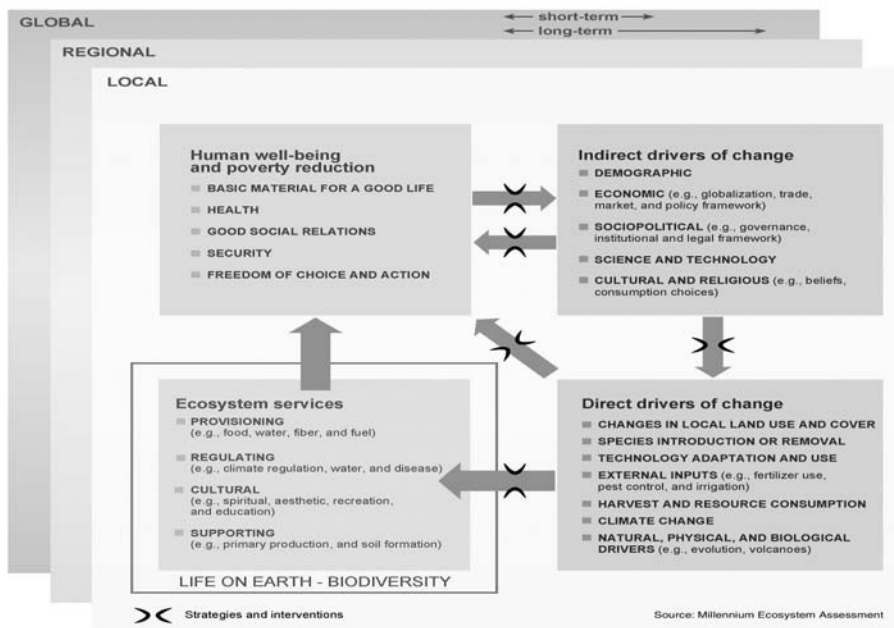 GLOBAL
short-term
long-term
REGIONAL
LOCAL
Human well-being
and poverty reduction
BASIC MATERIAL FOR A GOOD LIFE
HEALTH
GOOD SOCIAL RELATIONS
SECURITY
FREEDOM OF CHOICE AND ACTION
Indirect drivers of change
DEMOGRAPHIC
ECONOMIC (e.g., globalization, trade,
market, and policy framework)
SOCIOPOLITICAL (e.g., governance,
institutional and legal framework)
SCIENCE AND TECHNOLOGY
CULTURAL AND RELIGIOUS (e.g., beliefs,
consumption choices)
Ecosystem services
PROVISIONING
(e.g., food, water, fiber, and fuel)
REGULATING
(e.g., climate regulation, water, and disease)
CULTURAL
(e.g., spiritual, aesthetic, recreation,
and education)
SUPPORTING
(e.g., primary production, and soil formation)
LIFE ON EARTH - BIODIVERSITY
Direct drivers of change
CHANGES IN LOCAL LAND USE AND COVER
SPECIES INTRODUCTION OR REMOVAL
TECHNOLOGY ADAPTATION AND USE
EXTERNAL INPUTS (e.g., fertilizer use,
pest control, and irrigation)
HARVEST AND RESOURCE CONSUMPTION
CLIMATE CHANGE
NATURAL, PHYSICAL, AND BIOLOGICAL
DRIVERS (e.g., evolution, volcanoes)
Strategies and interventions
Source: Millennium Ecosystem Assessment